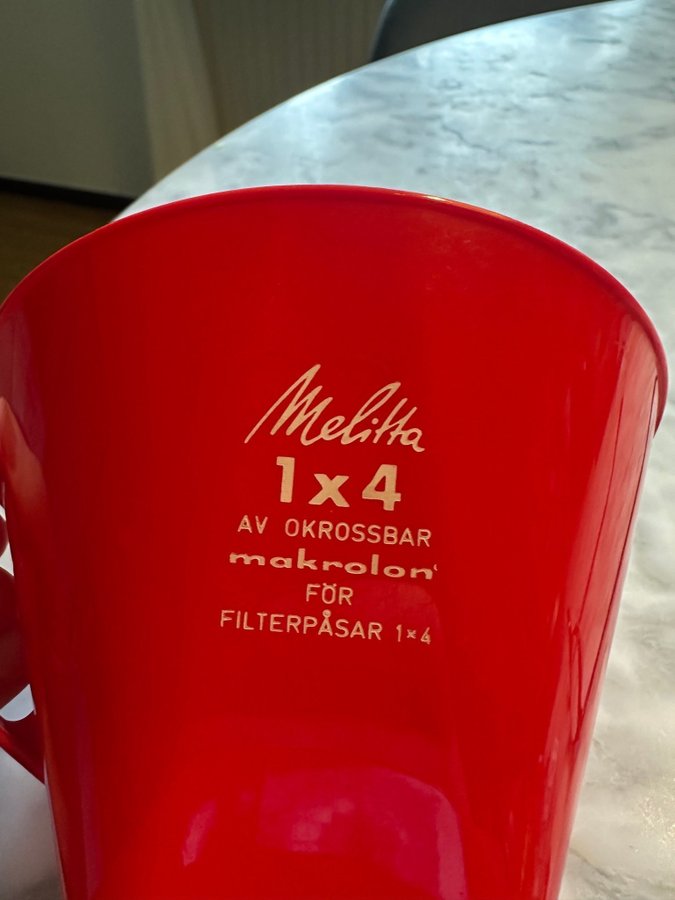 Melitta
1x4
AV OKROSSBAR
makrolon
FÖR
FILTERPÅSAR 1x4